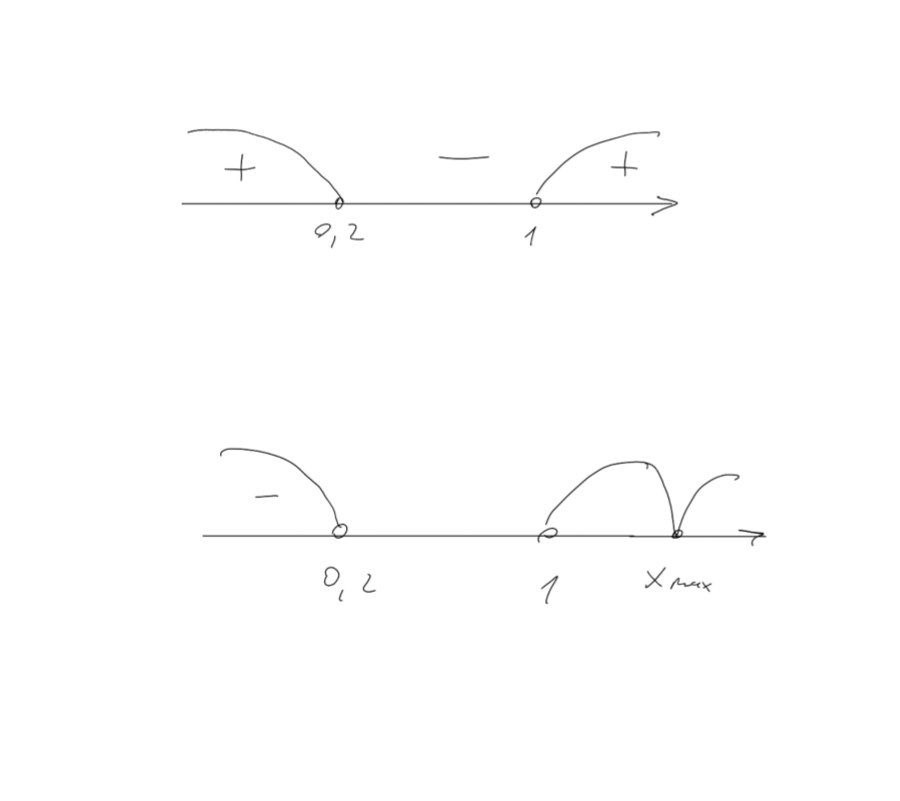 + — +
0,2 1
—
0,2 1 Xmax